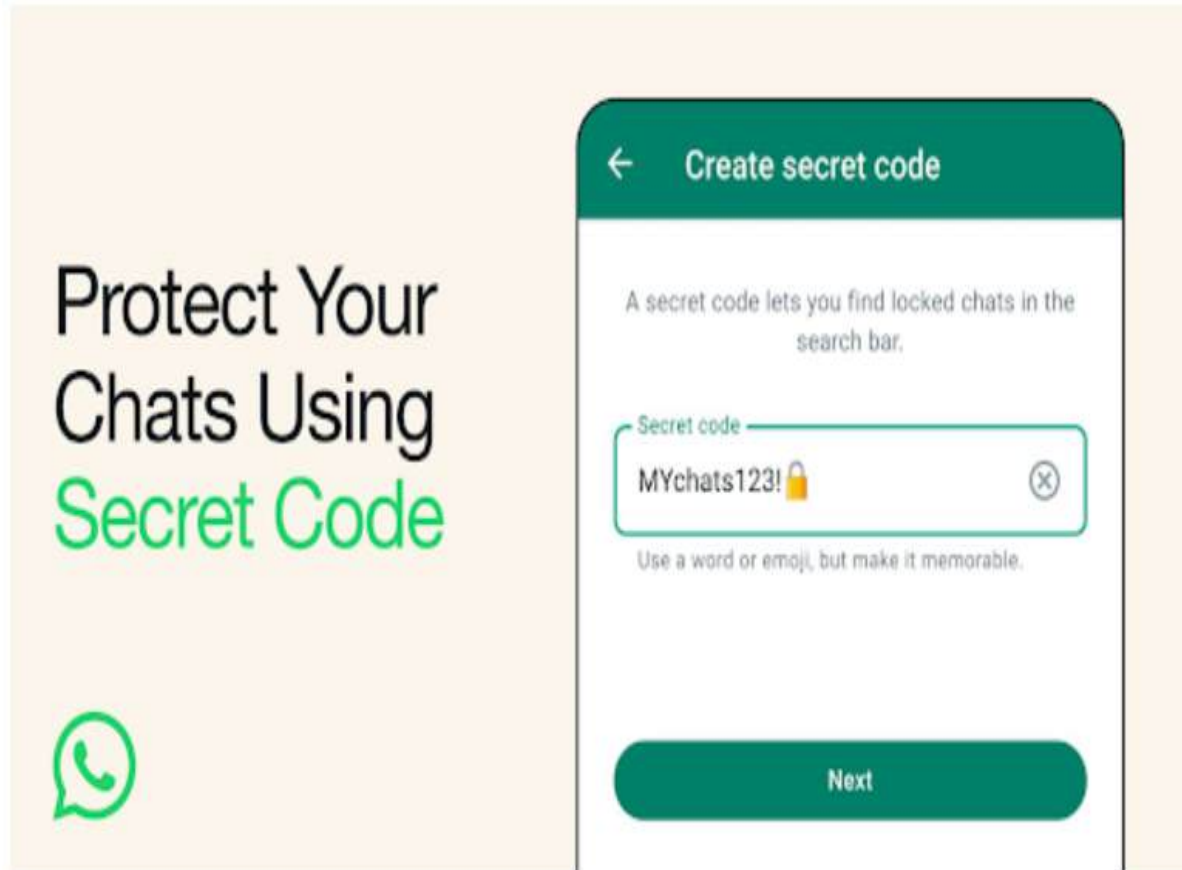 Protect Your
Chats Using
Secret Code
Create secret code
A secret code lets you find locked chats in the
search bar.
Secret code
MYchats123!🔒
Use a word or emoji, but make it memorable.
Next